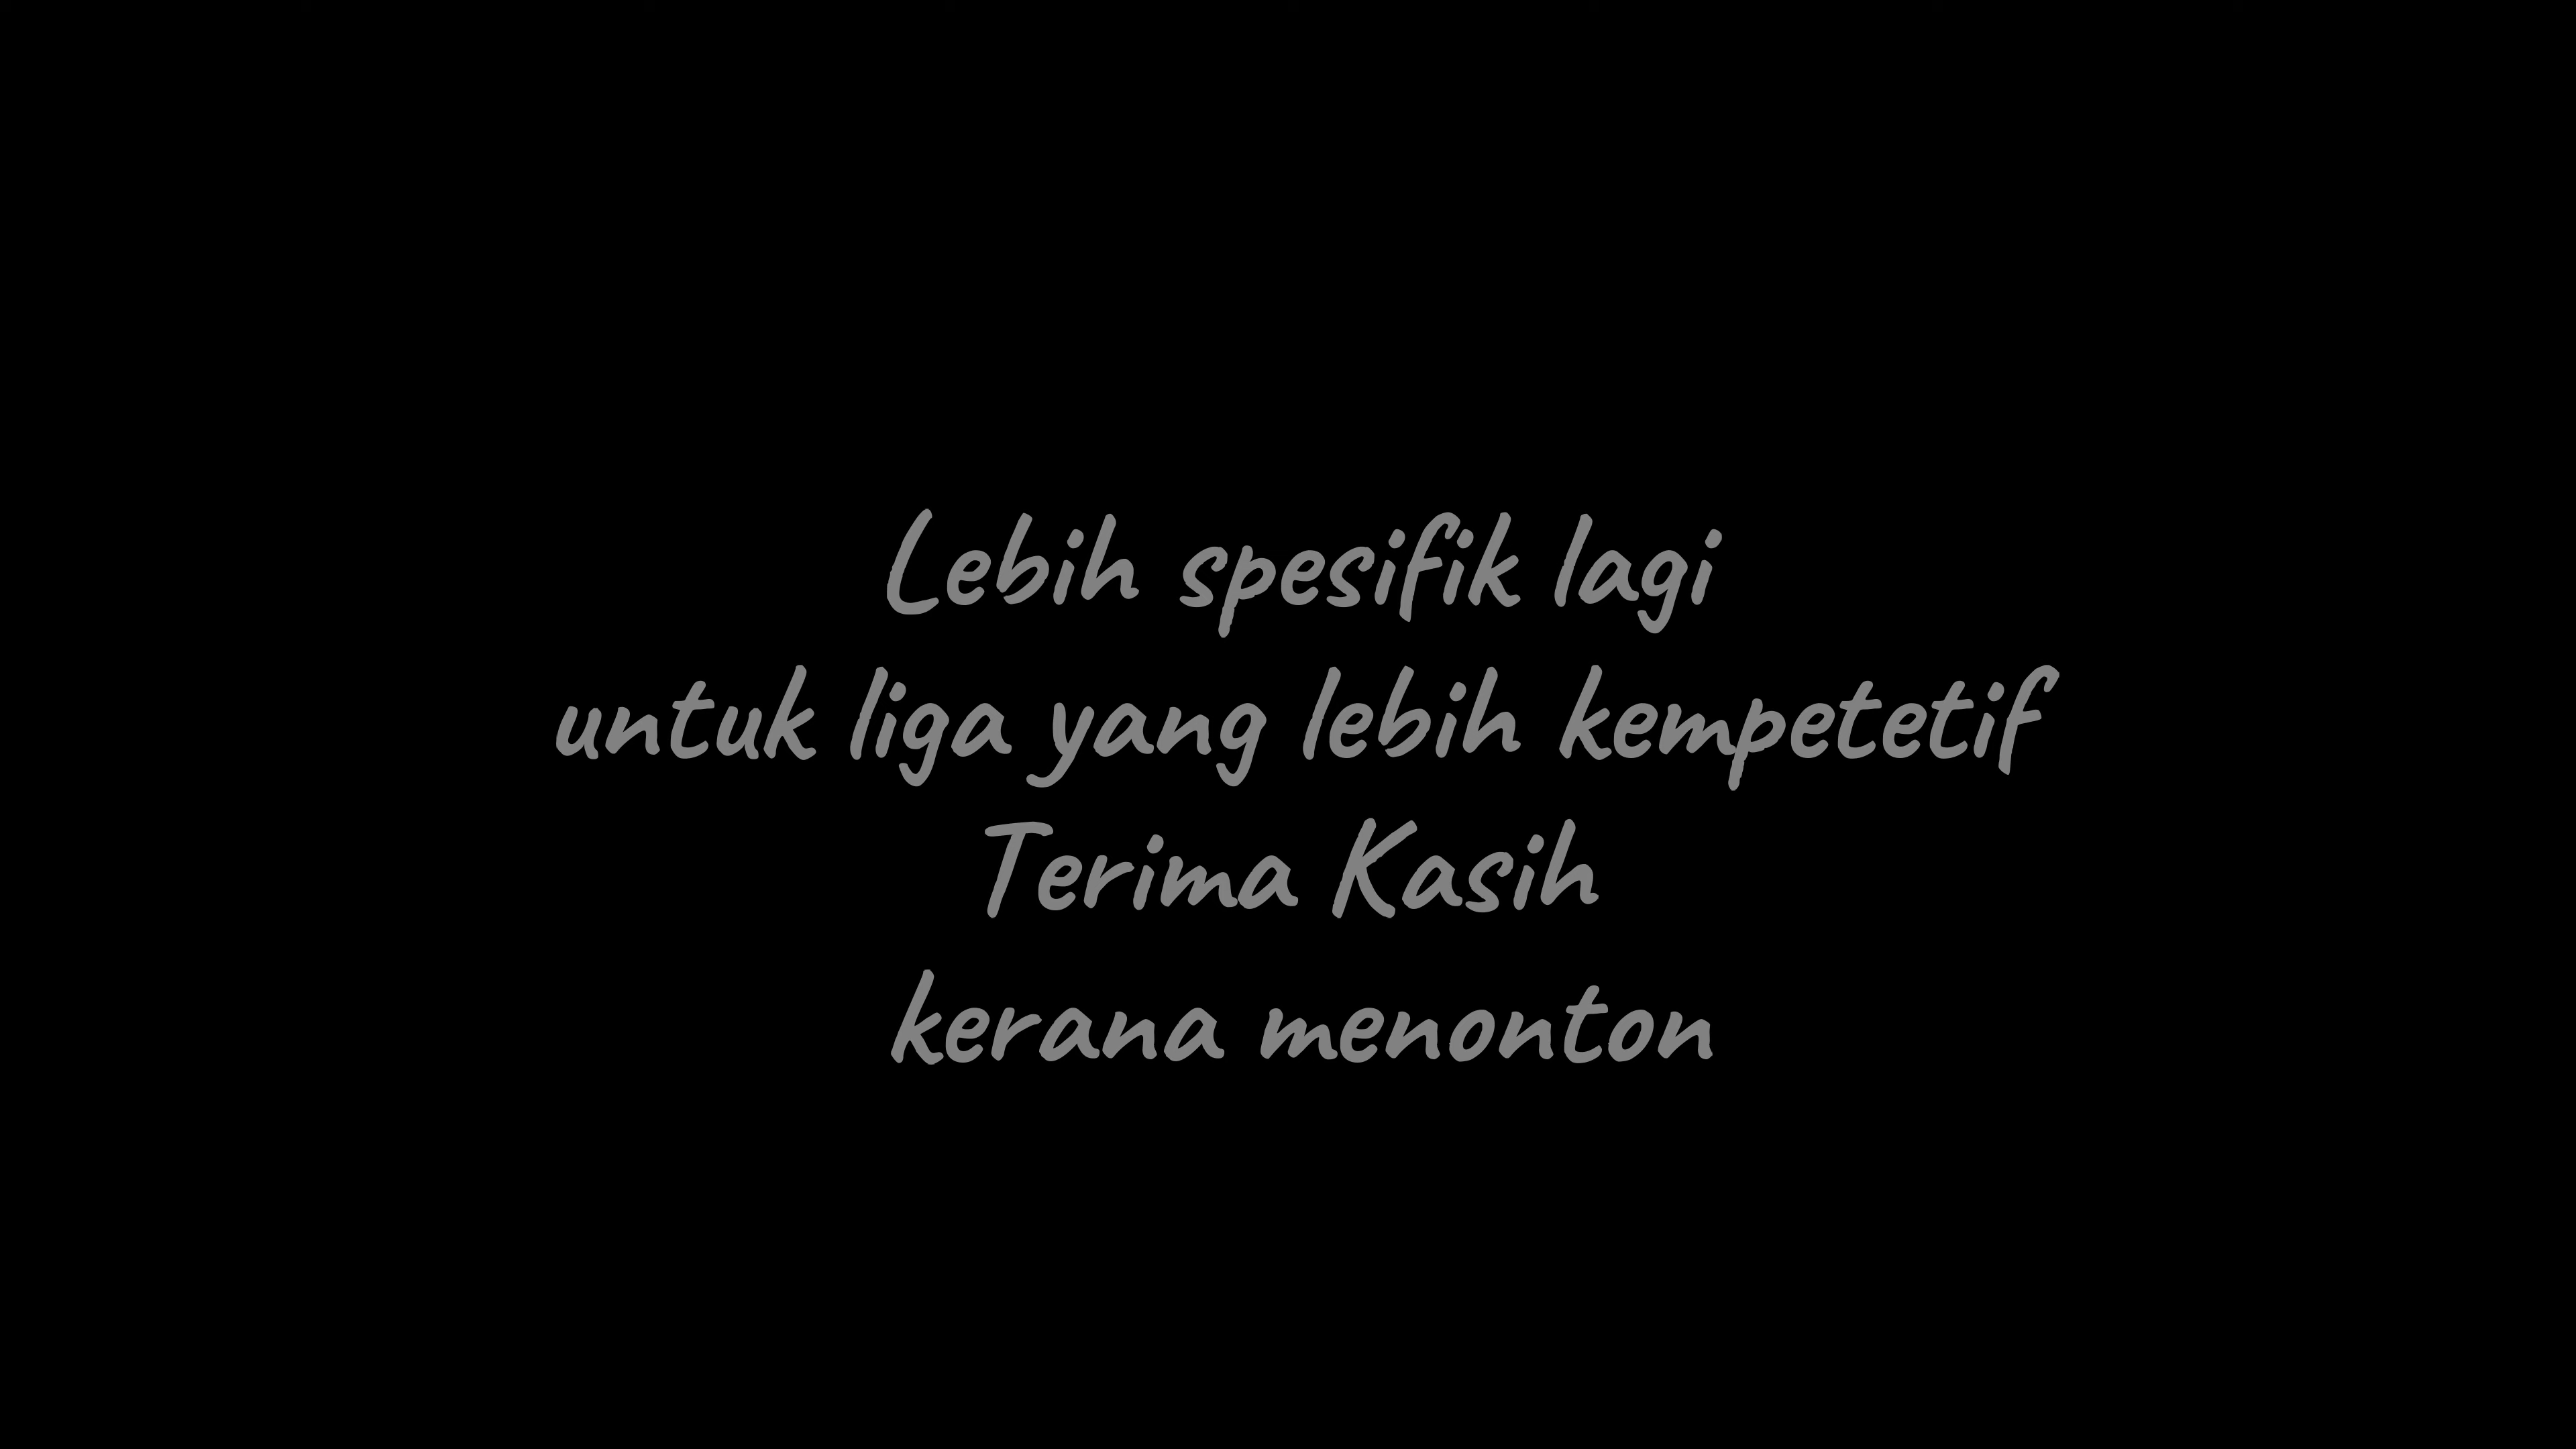 Lebih spesifik lagi
untuk liga yang lebih kempetetif
Terima Kasih
kerana menonton